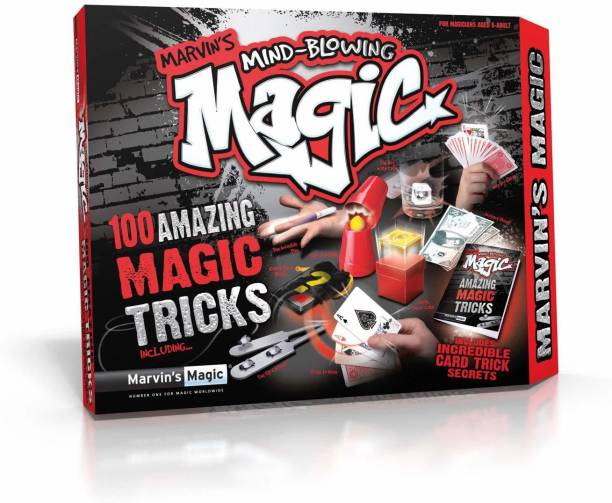 FOR MAGICIANS AGED 8-ADULT
MARVIN'S
MIND-BLOWING
MAGIC
100 AMAZING
MAGIC
TRICKS
INCLUDING...
Marvin's Magic
NUMBER ONE FOR MAGIC WORLDWIDE
MAGIC
AMAZING
MAGIC
TRICKS
INCLUDES
INCREDIBLE
CARD TRICK
SECRETS
MARVIN'S MAGIC